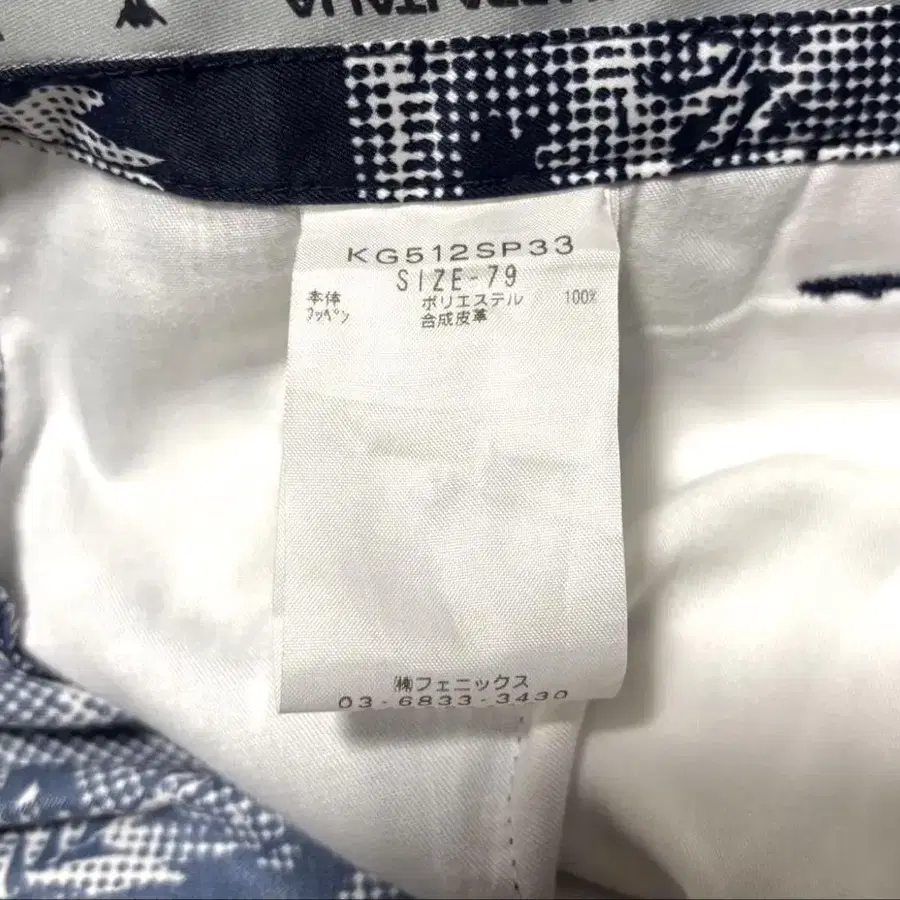 KG512SP33
SIZE-79
本体 ポリエステル 100%
ワッペン 合成皮革
㈱フェニックス
03-6833-3430